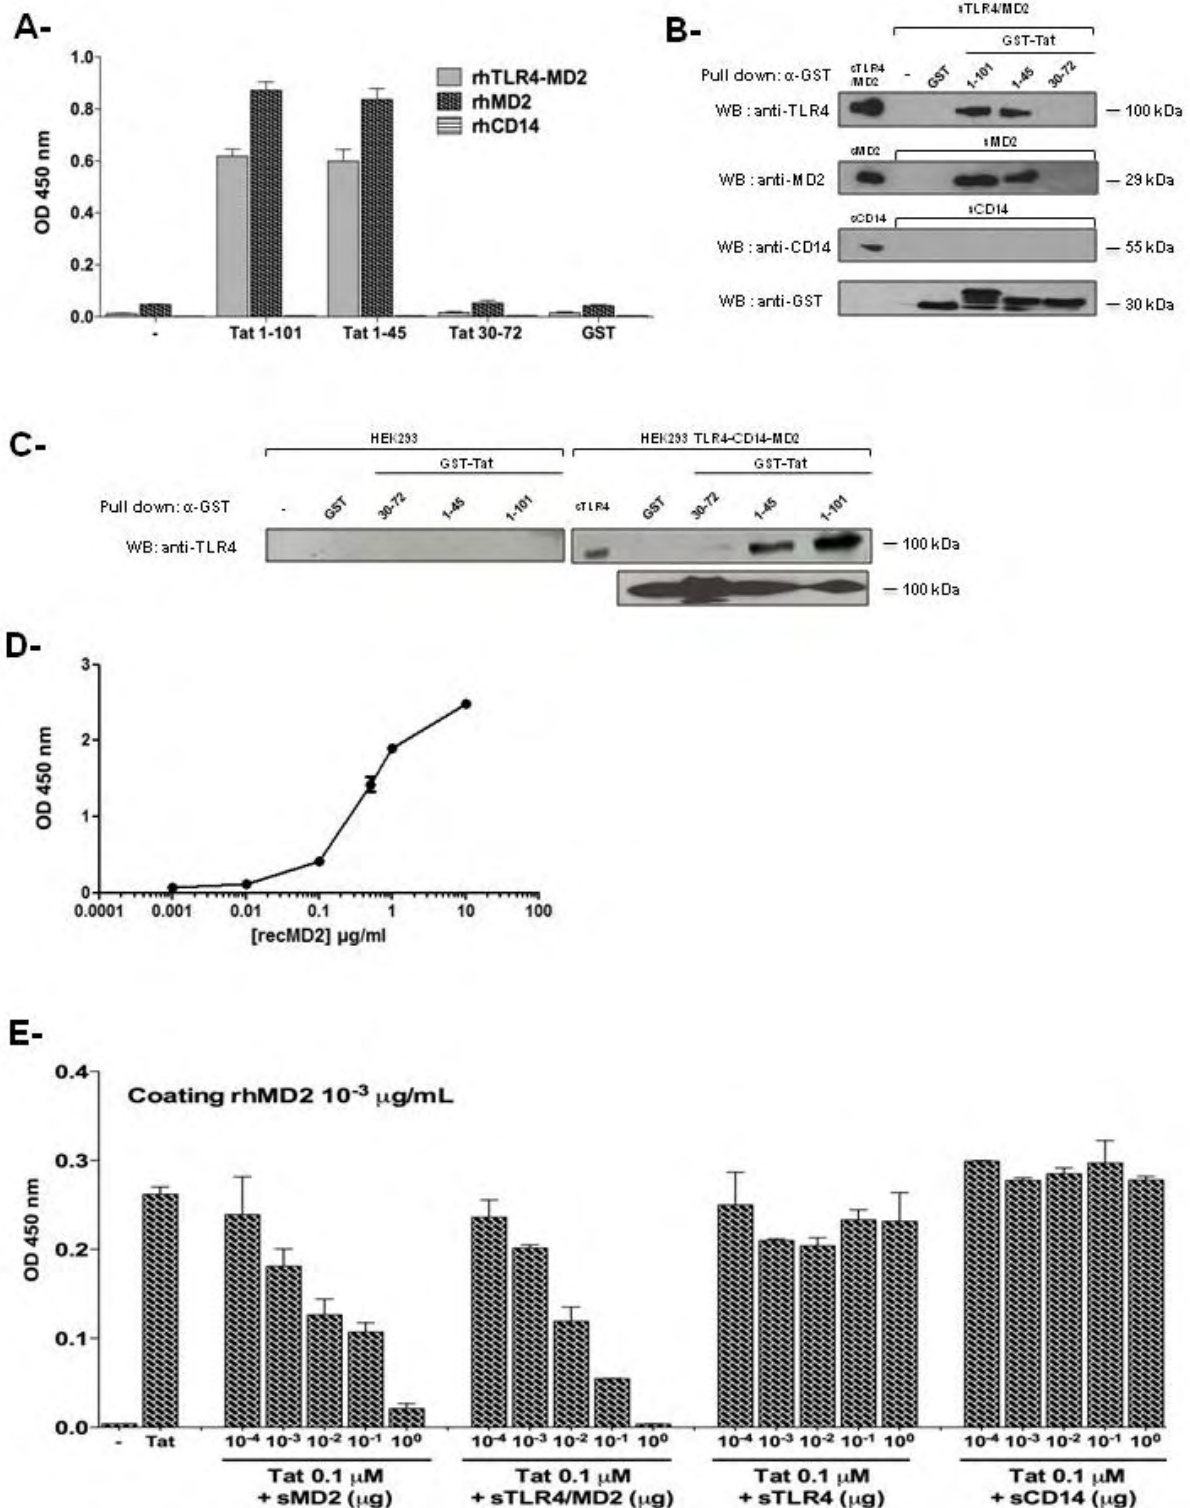 A-
1.0
0.8
0.6
0.4
0.2
0.0
OD 450 nm
rhTLR4-MD2
rhMD2
rhCD14
- Tat 1-101 Tat 1-45 Tat 30-72 GST
B-
sTLR4/MD2
GST-Tat
Pull down: α-GST sTLR4 /MD2 - GST 1-101 1-45 30-72
WB : anti-TLR4 — 100 kDa
sMD2 sMD2
WB : anti-MD2 — 29 kDa
sCD14 sCD14
WB : anti-CD14 — 55 kDa
WB : anti-GST — 30 kDa
C-
HEK293 HEK293 TLR4-CD14-MD2
GST-Tat GST-Tat
Pull down: α-GST - GST 30-72 1-45 1-101 sTLR4 GST 30-72 1-45 1-101
WB: anti-TLR4 — 100 kDa
— 100 kDa
D-
3
2
1
0
OD 450 nm
0.0001 0.001 0.01 0.1 1 10 100
[recMD2] µg/ml
E-
0.4
0.3
0.2
0.1
0.0
OD 450 nm
Coating rhMD2 10⁻³ µg/mL
- Tat 10⁻⁴ 10⁻³ 10⁻² 10⁻¹ 10⁰ 10⁻⁴ 10⁻³ 10⁻² 10⁻¹ 10⁰ 10⁻⁴ 10⁻³ 10⁻² 10⁻¹ 10⁰ 10⁻⁴ 10⁻³ 10⁻² 10⁻¹ 10⁰
Tat 0.1 µM Tat 0.1 µM Tat 0.1 µM Tat 0.1 µM
+ sMD2 (µg) + sTLR4/MD2 (µg) + sTLR4 (µg) + sCD14 (µg)